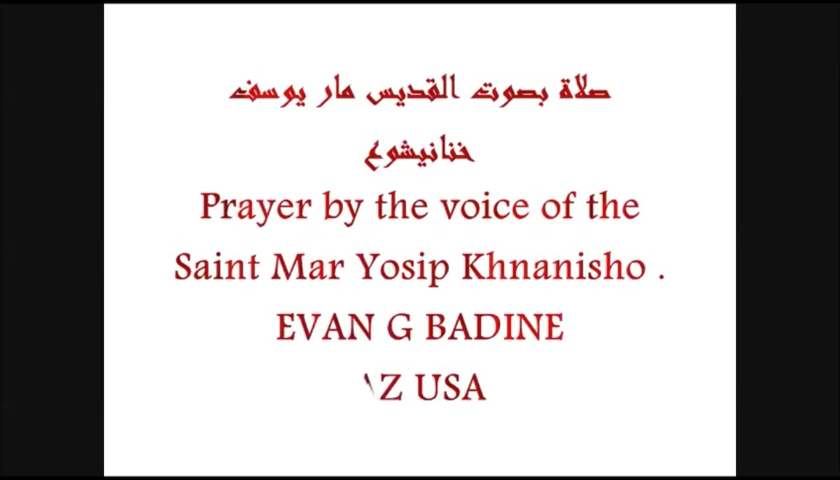 صلاة بصوت القديس مار يوسف
خنانيشوع
Prayer by the voice of the
Saint Mar Yosip Khnanisho .
EVAN G BADINE
Z USA